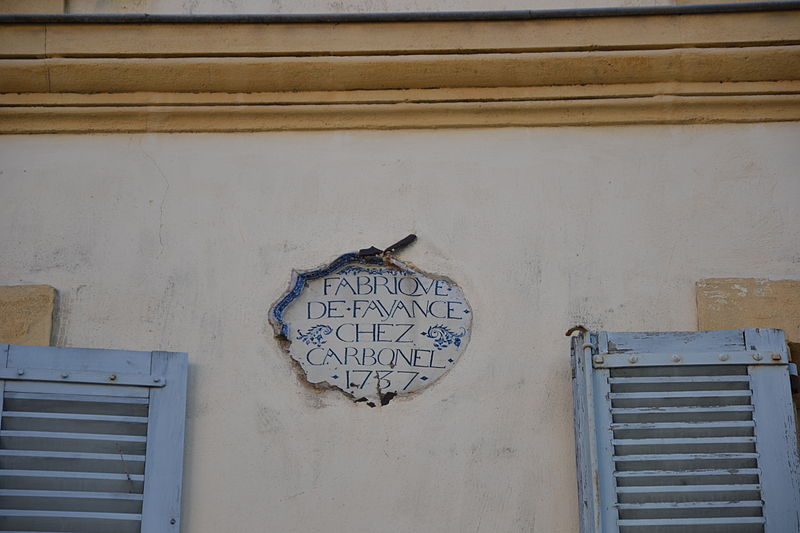 FABRIQVE
DE·FAYANCE
CHEZ
CARBONEL
·1737·